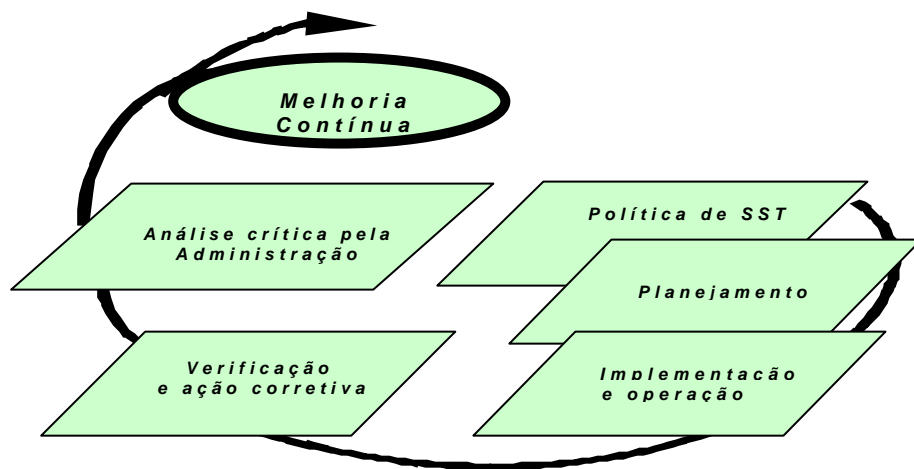 Melhoria
Contínua
Política de SST
Análise crítica pela
Administração
Planejamento
Verificação
e ação corretiva
Implementação
e operação